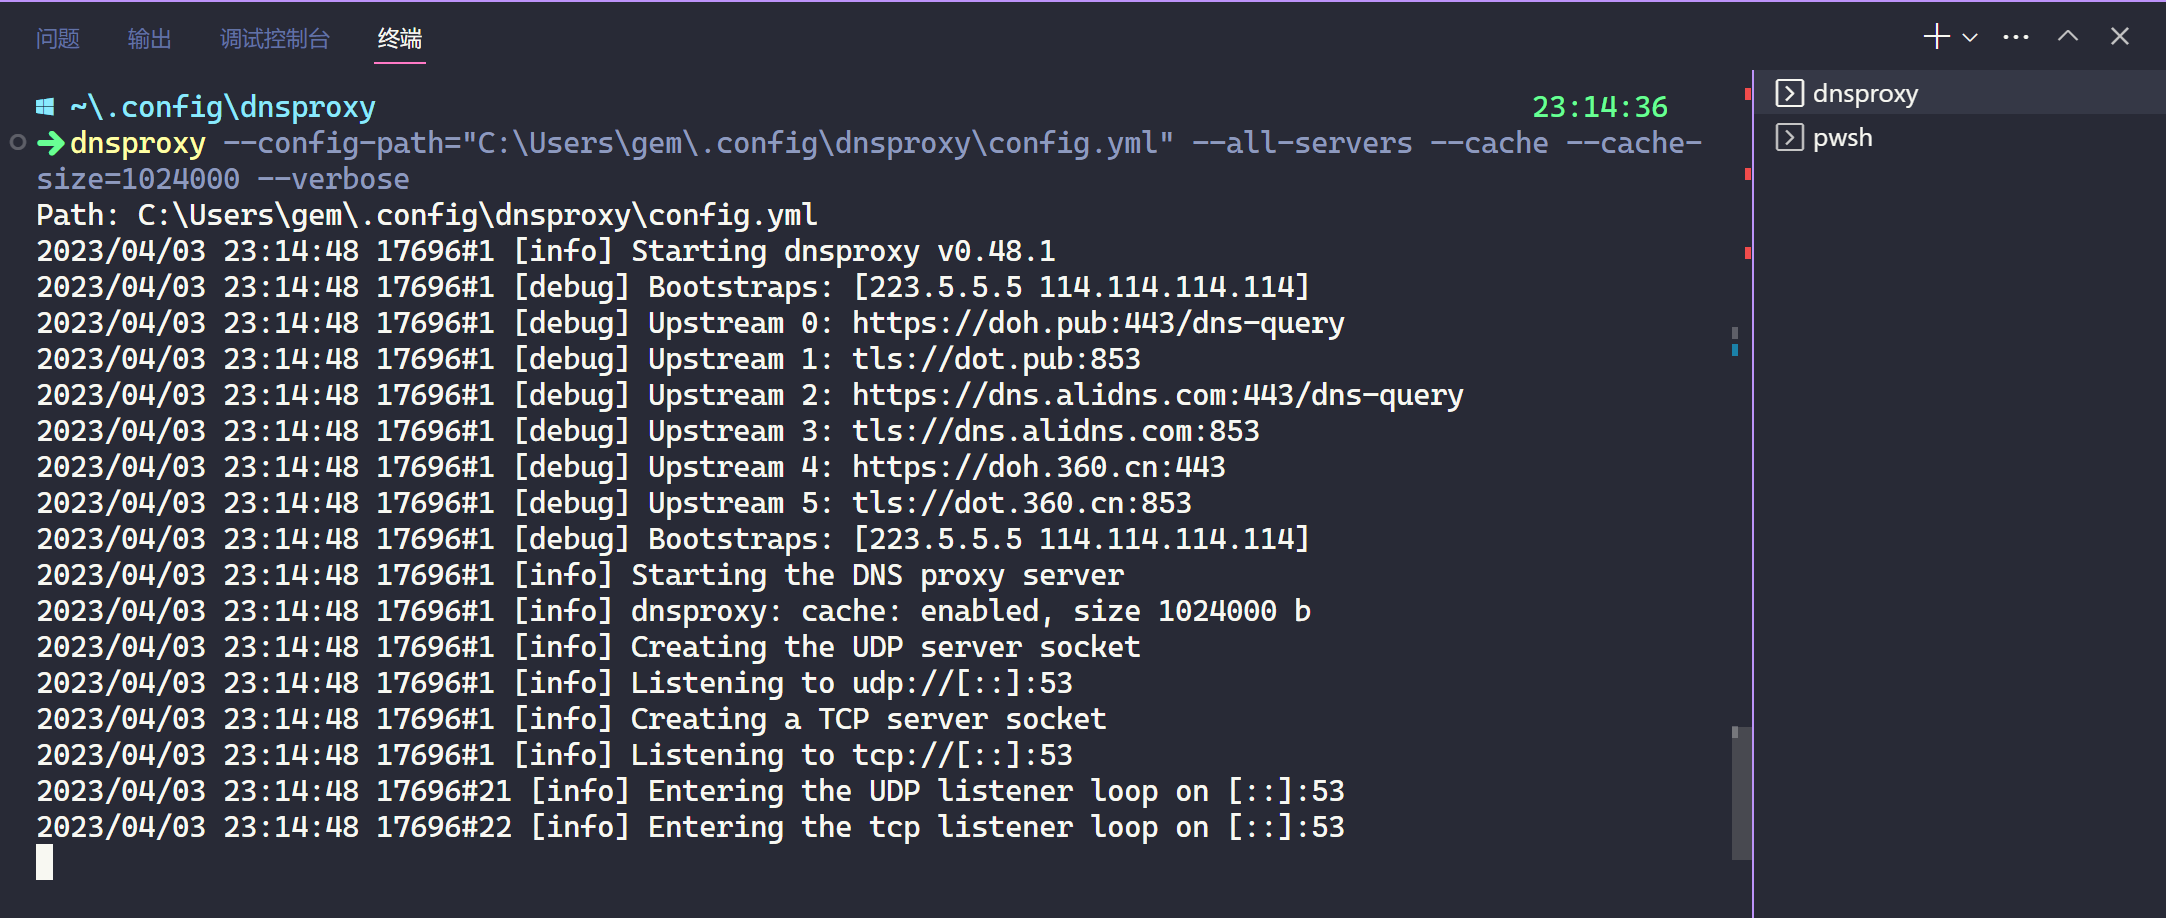 问题 输出 调试控制台 终端
~\.config\dnsproxy 23:14:36
dnsproxy --config-path="C:\Users\gem\.config\dnsproxy\config.yml" --all-servers --cache --cache-
size=1024000 --verbose
Path: C:\Users\gem\.config\dnsproxy\config.yml
2023/04/03 23:14:48 17696#1 [info] Starting dnsproxy v0.48.1
2023/04/03 23:14:48 17696#1 [debug] Bootstraps: [223.5.5.5 114.114.114.114]
2023/04/03 23:14:48 17696#1 [debug] Upstream 0: https://doh.pub:443/dns-query
2023/04/03 23:14:48 17696#1 [debug] Upstream 1: tls://dot.pub:853
2023/04/03 23:14:48 17696#1 [debug] Upstream 2: https://dns.alidns.com:443/dns-query
2023/04/03 23:14:48 17696#1 [debug] Upstream 3: tls://dns.alidns.com:853
2023/04/03 23:14:48 17696#1 [debug] Upstream 4: https://doh.360.cn:443
2023/04/03 23:14:48 17696#1 [debug] Upstream 5: tls://dot.360.cn:853
2023/04/03 23:14:48 17696#1 [debug] Bootstraps: [223.5.5.5 114.114.114.114]
2023/04/03 23:14:48 17696#1 [info] Starting the DNS proxy server
2023/04/03 23:14:48 17696#1 [info] dnsproxy: cache: enabled, size 1024000 b
2023/04/03 23:14:48 17696#1 [info] Creating the UDP server socket
2023/04/03 23:14:48 17696#1 [info] Listening to udp://[::]:53
2023/04/03 23:14:48 17696#1 [info] Creating a TCP server socket
2023/04/03 23:14:48 17696#1 [info] Listening to tcp://[::]:53
2023/04/03 23:14:48 17696#21 [info] Entering the UDP listener loop on [::]:53
2023/04/03 23:14:48 17696#22 [info] Entering the tcp listener loop on [::]:53
dnsproxy
pwsh